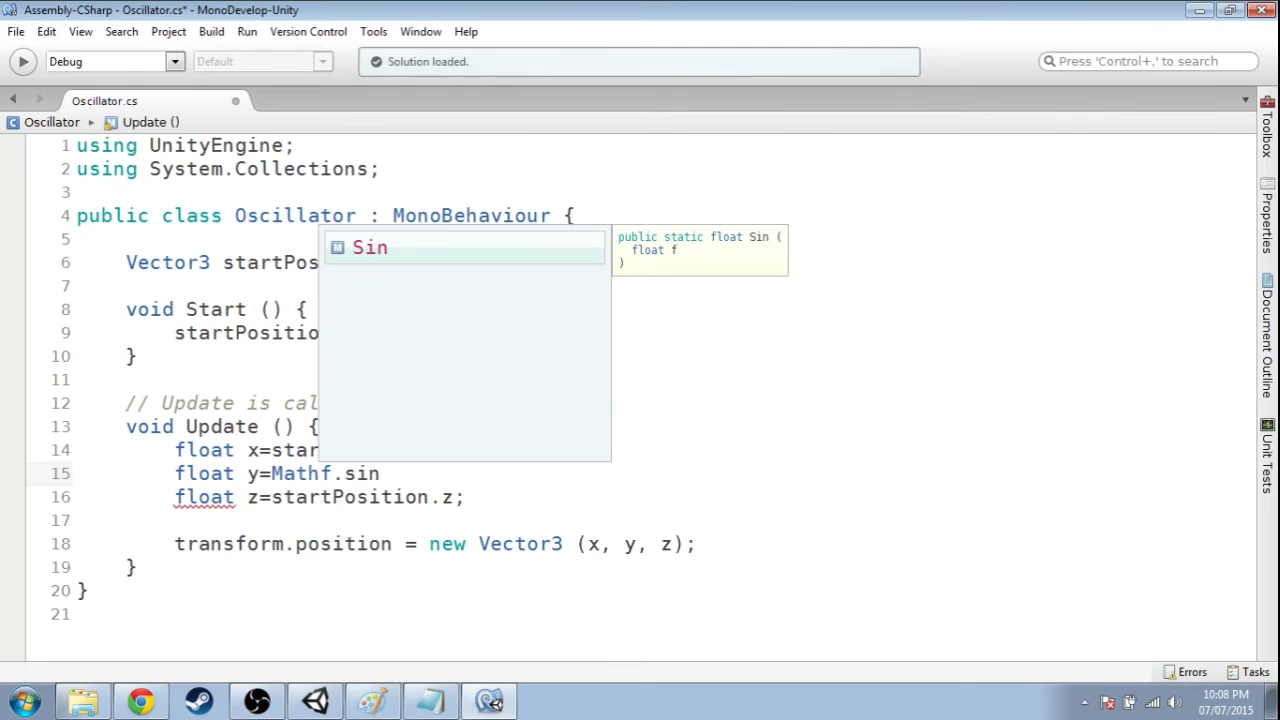 Assembly-CSharp - Oscillator.cs* - MonoDevelop-Unity
File Edit View Search Project Build Run Version Control Tools Window Help
Debug Default Solution loaded. Press 'Control+,' to search
Oscillator.cs
Oscillator ▸ Update ()
1 using UnityEngine;
2 using System.Collections;
3
4 public class Oscillator : MonoBehaviour {
5
6 Vector3 startPos
7
8 void Start () {
9 startPositio
10 }
11
12 // Update is cal
13 void Update () {
14 float x=star
15 float y=Mathf.sin
16 float z=startPosition.z;
17
18 transform.position = new Vector3 (x, y, z);
19 }
20 }
21
Sin
public static float Sin (
float f
)
Toolbox
Properties
Document Outline
Unit Tests
Errors Tasks
10:08 PM
07/07/2015